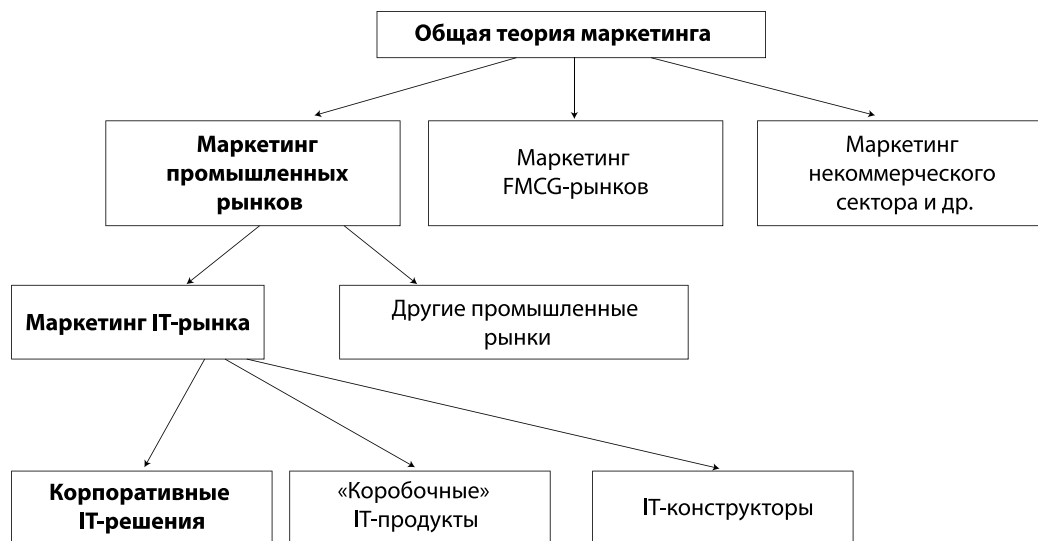 Общая теория маркетинга
Маркетинг
промышленных
рынков
Маркетинг
FMCG-рынков
Маркетинг
некоммерческого
сектора и др.
Маркетинг IT-рынка
Другие промышленные
рынки
Корпоративные
IT-решения
«Коробочные»
IT-продукты
IT-конструкторы